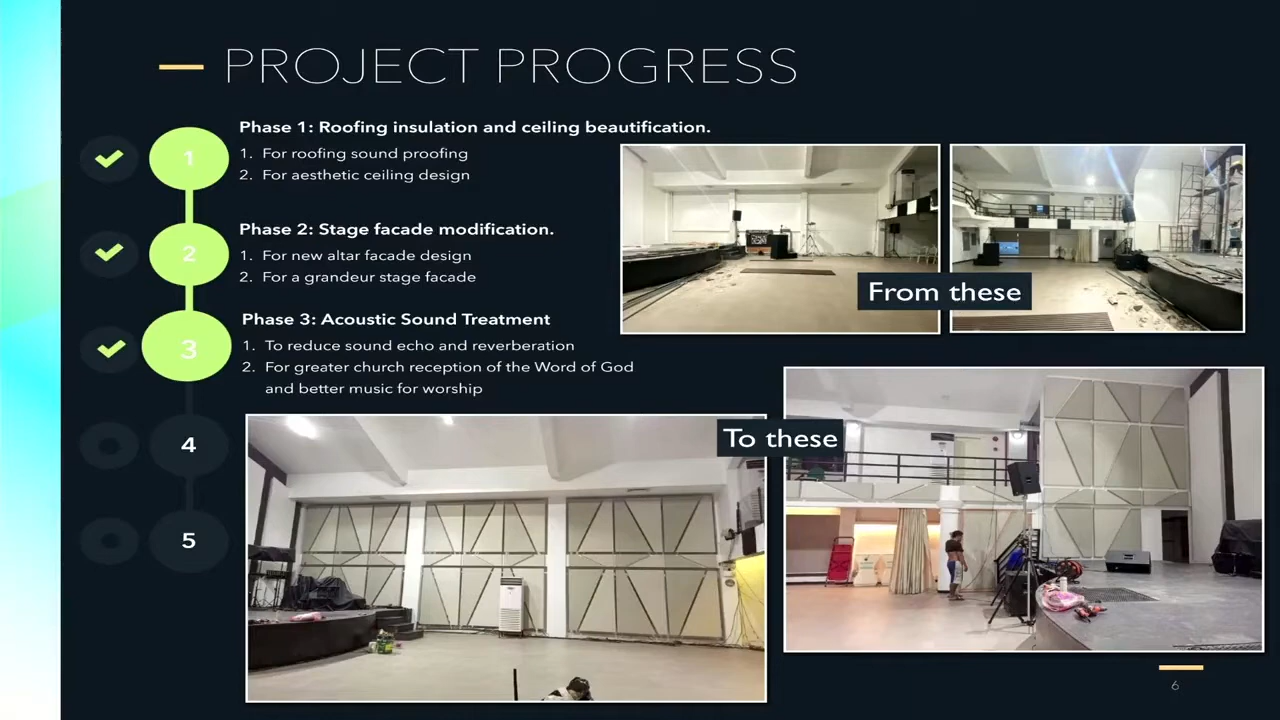 PROJECT PROGRESS
Phase 1: Roofing insulation and ceiling beautification.
1
1. For roofing sound proofing
2. For aesthetic ceiling design
Phase 2: Stage facade modification.
2
1. For new altar facade design
2. For a grandeur stage facade
From these
Phase 3: Acoustic Sound Treatment
3
1. To reduce sound echo and reverberation
2. For greater church reception of the Word of God
and better music for worship
To these
4
5
6